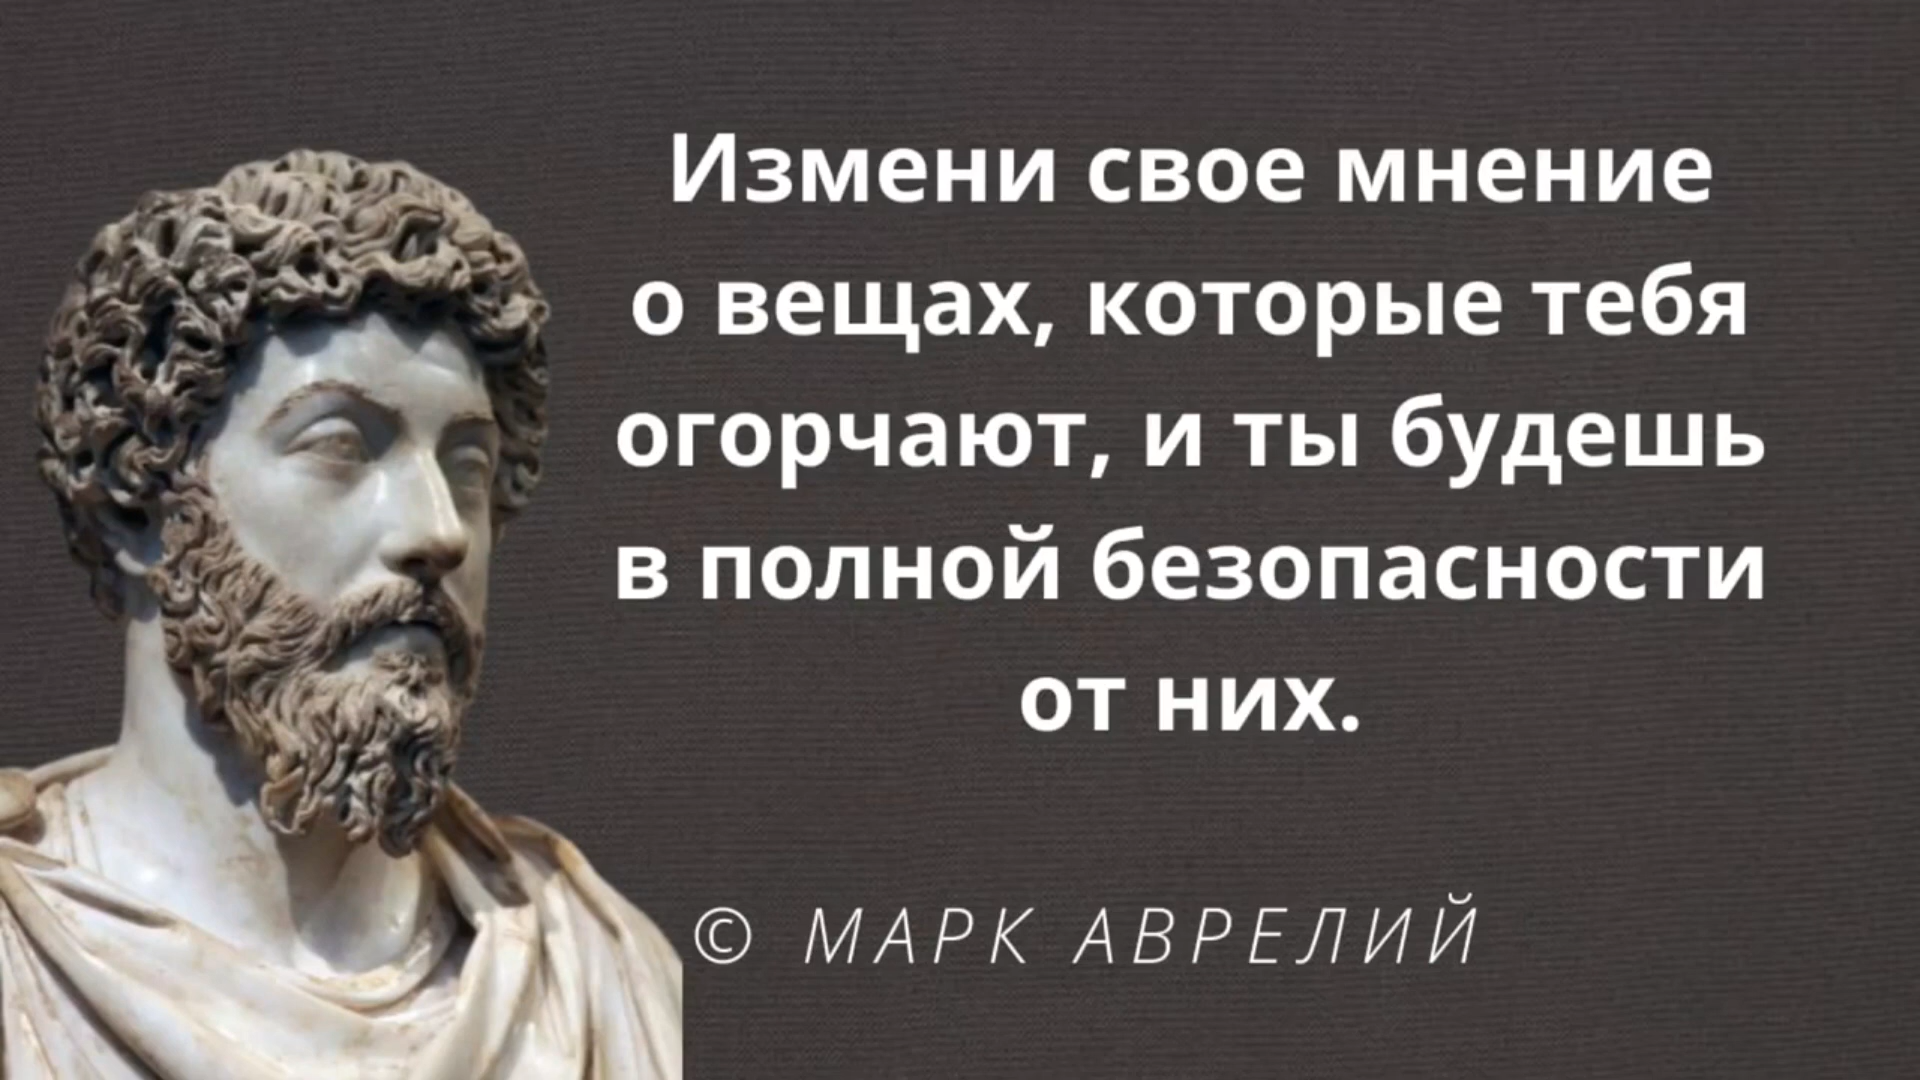 Измени свое мнение
о вещах, которые тебя
огорчают, и ты будешь
в полной безопасности
от них.
© МАРК АВРЕЛИЙ